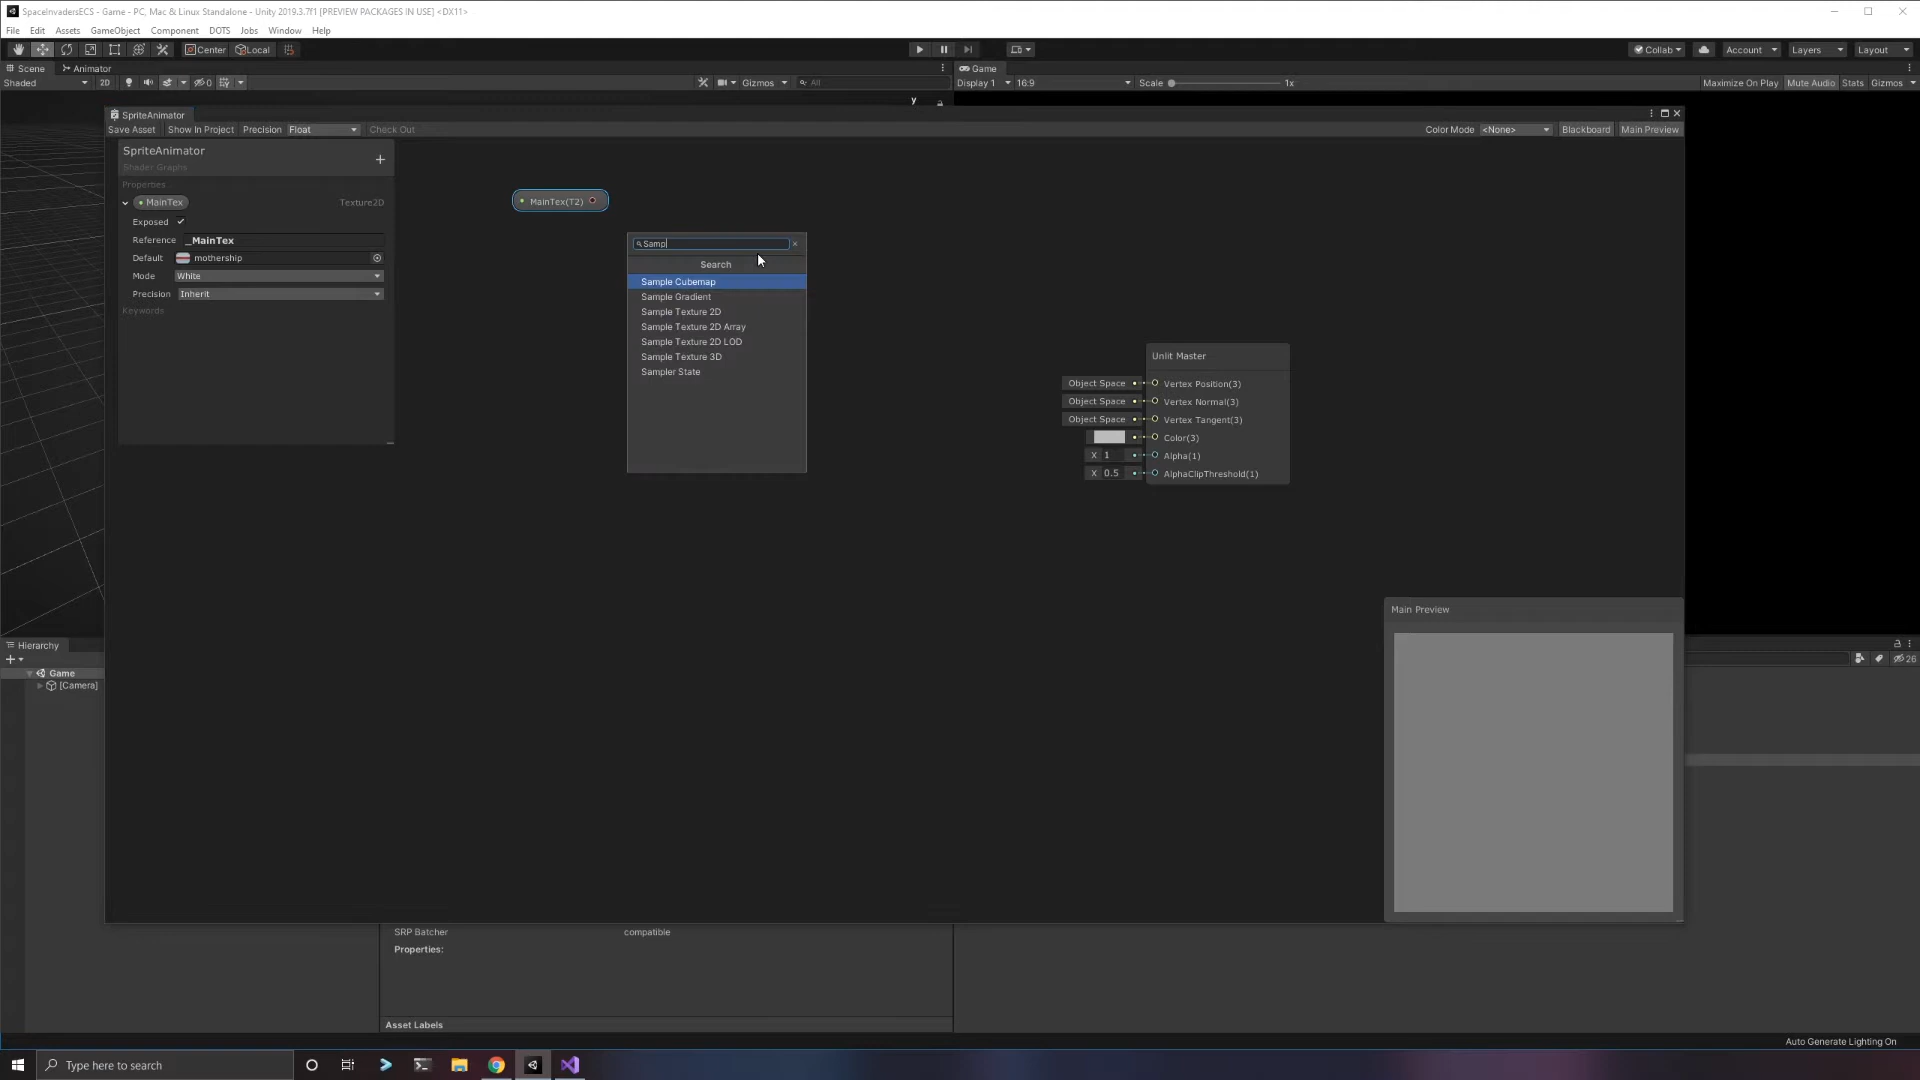 SpaceInvadersECS - Game - PC, Mac & Linux Standalone - Unity 2019.3.7f1 [PREVIEW PACKAGES IN USE] <DX11>
File Edit Assets GameObject Component DOTS Jobs Window Help
Center Local Collab Account Layers Layout
Scene Animator Game
Shaded 2D 0 Gizmos All Display 1 16:9 Scale 1x Maximize On Play Mute Audio Stats Gizmos
y
SpriteAnimator
Save Asset Show In Project Precision Float Check Out Color Mode <None> Blackboard Main Preview
SpriteAnimator
Shader Graphs
Properties
MainTex Texture2D
Exposed
Reference _MainTex
Default mothership
Mode White
Precision Inherit
Keywords
MainTex(T2)
Samp
Search
Sample Cubemap
Sample Gradient
Sample Texture 2D
Sample Texture 2D Array
Sample Texture 2D LOD
Sample Texture 3D
Sampler State
Unlit Master
Object Space Vertex Position(3)
Object Space Vertex Normal(3)
Object Space Vertex Tangent(3)
Color(3)
X 1 Alpha(1)
X 0.5 AlphaClipThreshold(1)
Main Preview
Hierarchy
26
Game
[Camera]
SRP Batcher compatible
Properties:
Asset Labels
Auto Generate Lighting On
Type here to search